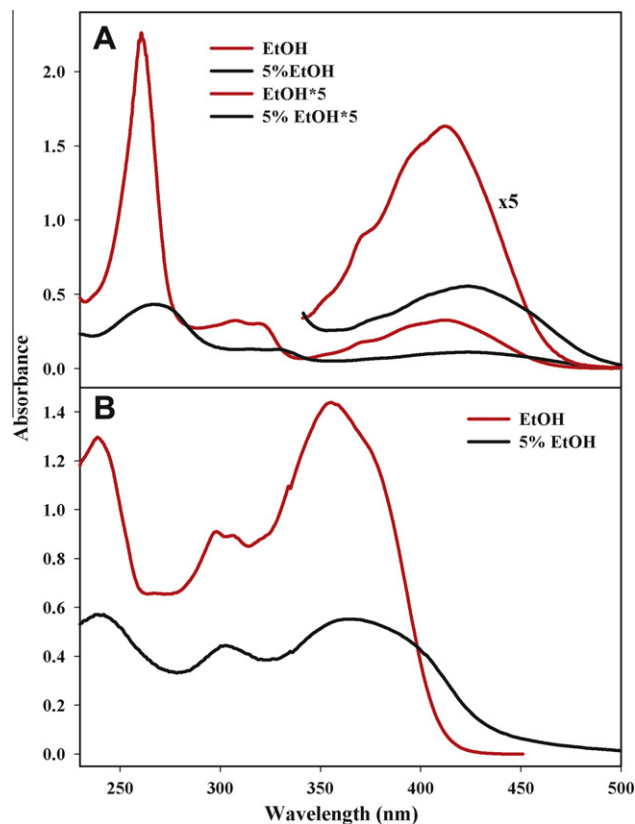 A
EtOH
5%EtOH
EtOH*5
5% EtOH*5
x5
2.0
1.5
1.0
0.5
0.0
Absorbance
B
EtOH
5% EtOH
1.4
1.2
1.0
0.8
0.6
0.4
0.2
0.0
250 300 350 400 450 500
Wavelength (nm)